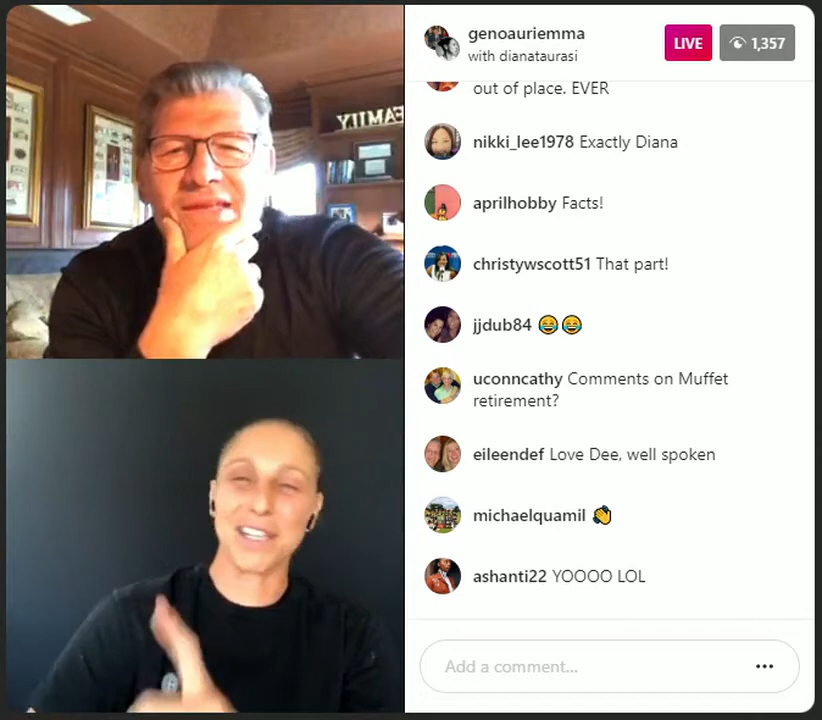 FAMILY
genoauriemma
with dianataurasi
LIVE
1,357
out of place. EVER
nikki_lee1978 Exactly Diana
aprilhobby Facts!
christywscott51 That part!
jjdub84 😂😂
uconncathy Comments on Muffet
retirement?
eileendef Love Dee, well spoken
michaelquamil 👏
ashanti22 YOOOO LOL
Add a comment...